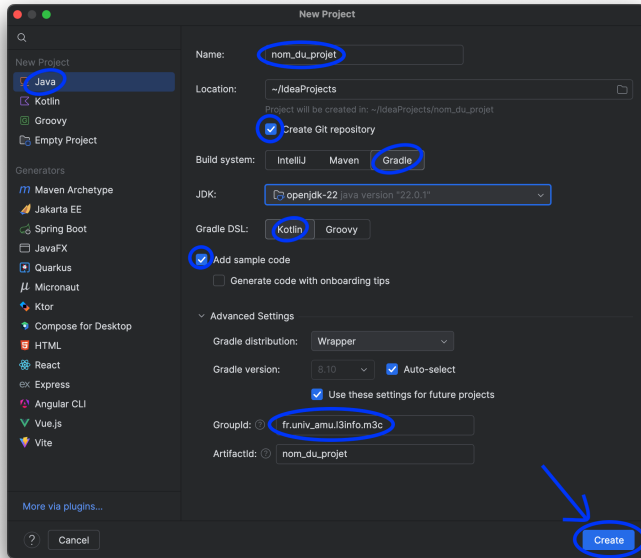 New Project
New Project
Java
Kotlin
Groovy
Empty Project
Generators
Maven Archetype
Jakarta EE
Spring Boot
JavaFX
Quarkus
Micronaut
Ktor
Compose for Desktop
HTML
React
ex Express
Angular CLI
Vue.js
Vite
More via plugins...
Name: nom_du_projet
Location: ~/IdeaProjects
Project will be created in: ~/IdeaProjects/nom_du_projet
Create Git repository
Build system: IntelliJ Maven Gradle
JDK: openjdk-22 java version "22.0.1"
Gradle DSL: Kotlin Groovy
Add sample code
Generate code with onboarding tips
Advanced Settings
Gradle distribution: Wrapper
Gradle version: 8.10 Auto-select
Use these settings for future projects
GroupId: ? fr.univ_amu.l3info.m3c
ArtifactId: ? nom_du_projet
? Cancel Create